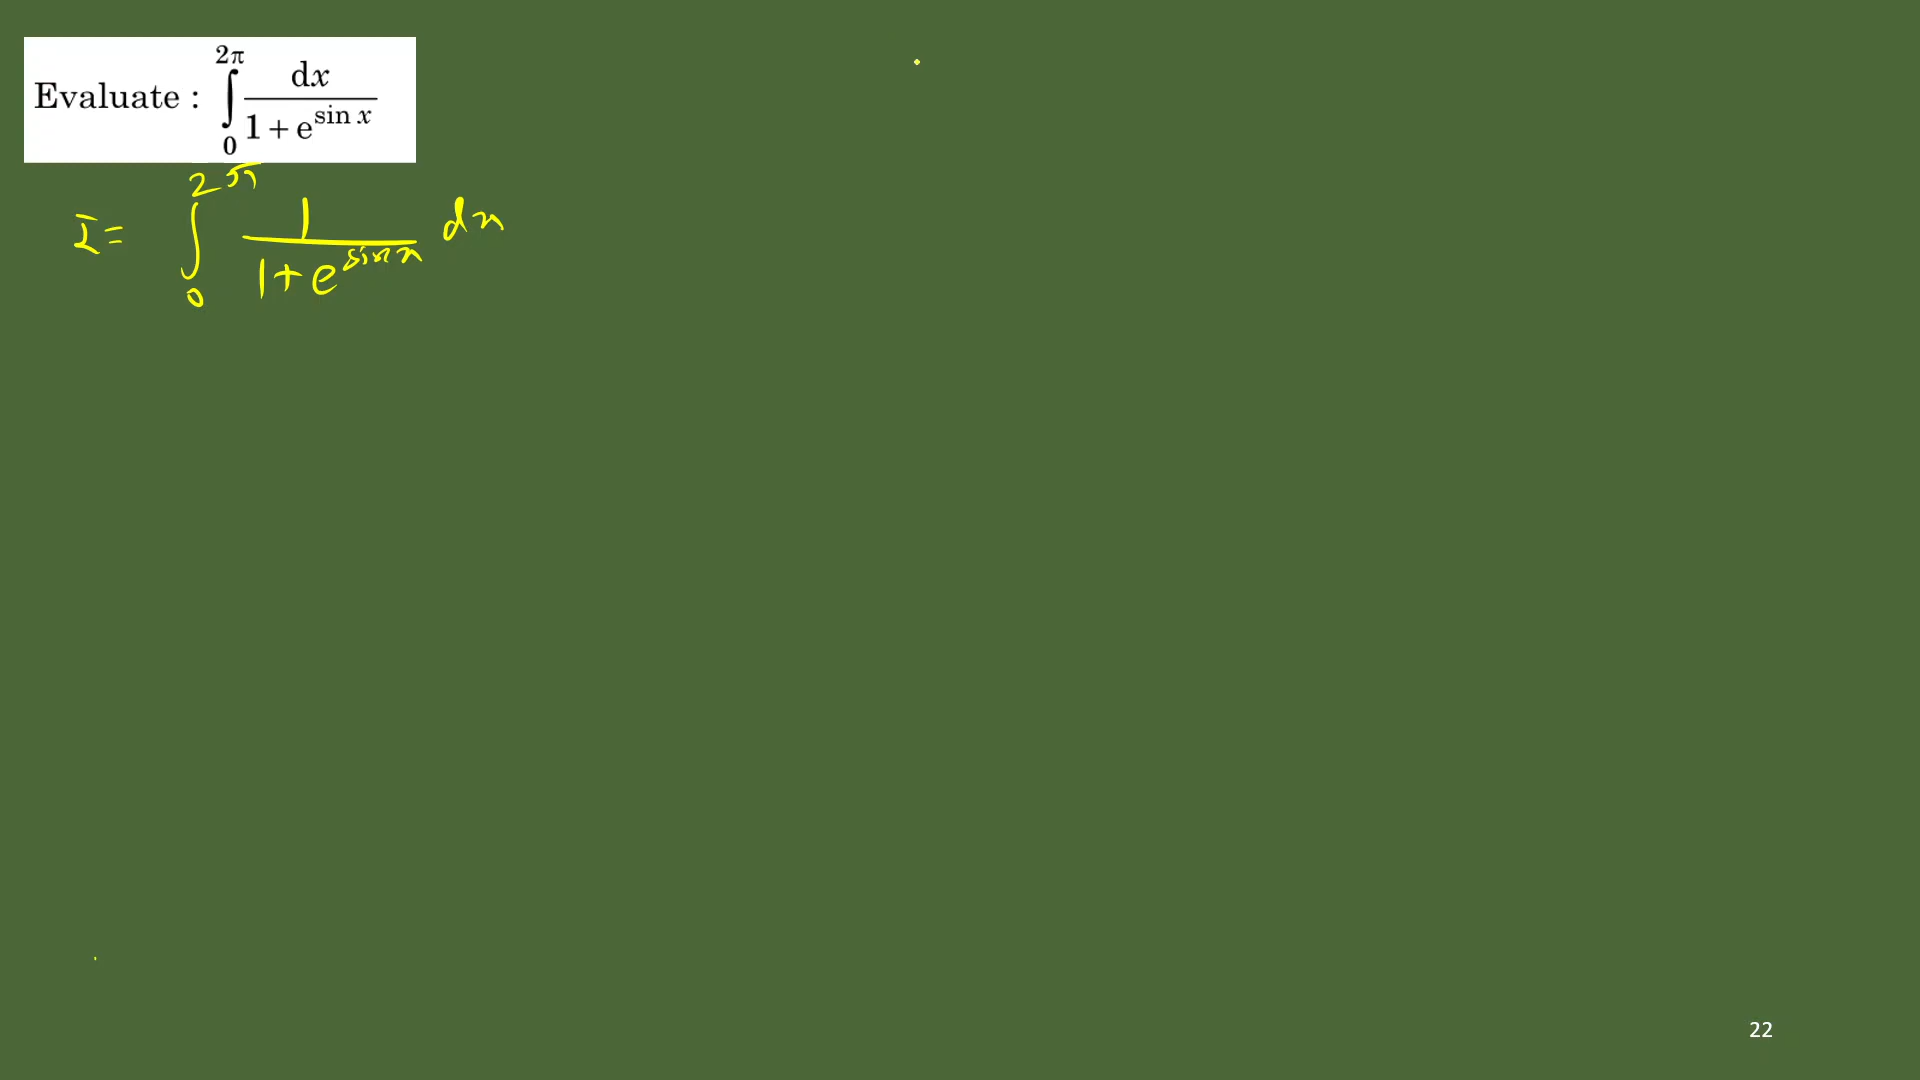 Evaluate : ∫₀^{2π} dx / (1 + e^{sin x})
I = ∫₀^{2π} 1 / (1 + e^{sin x}) dx
22